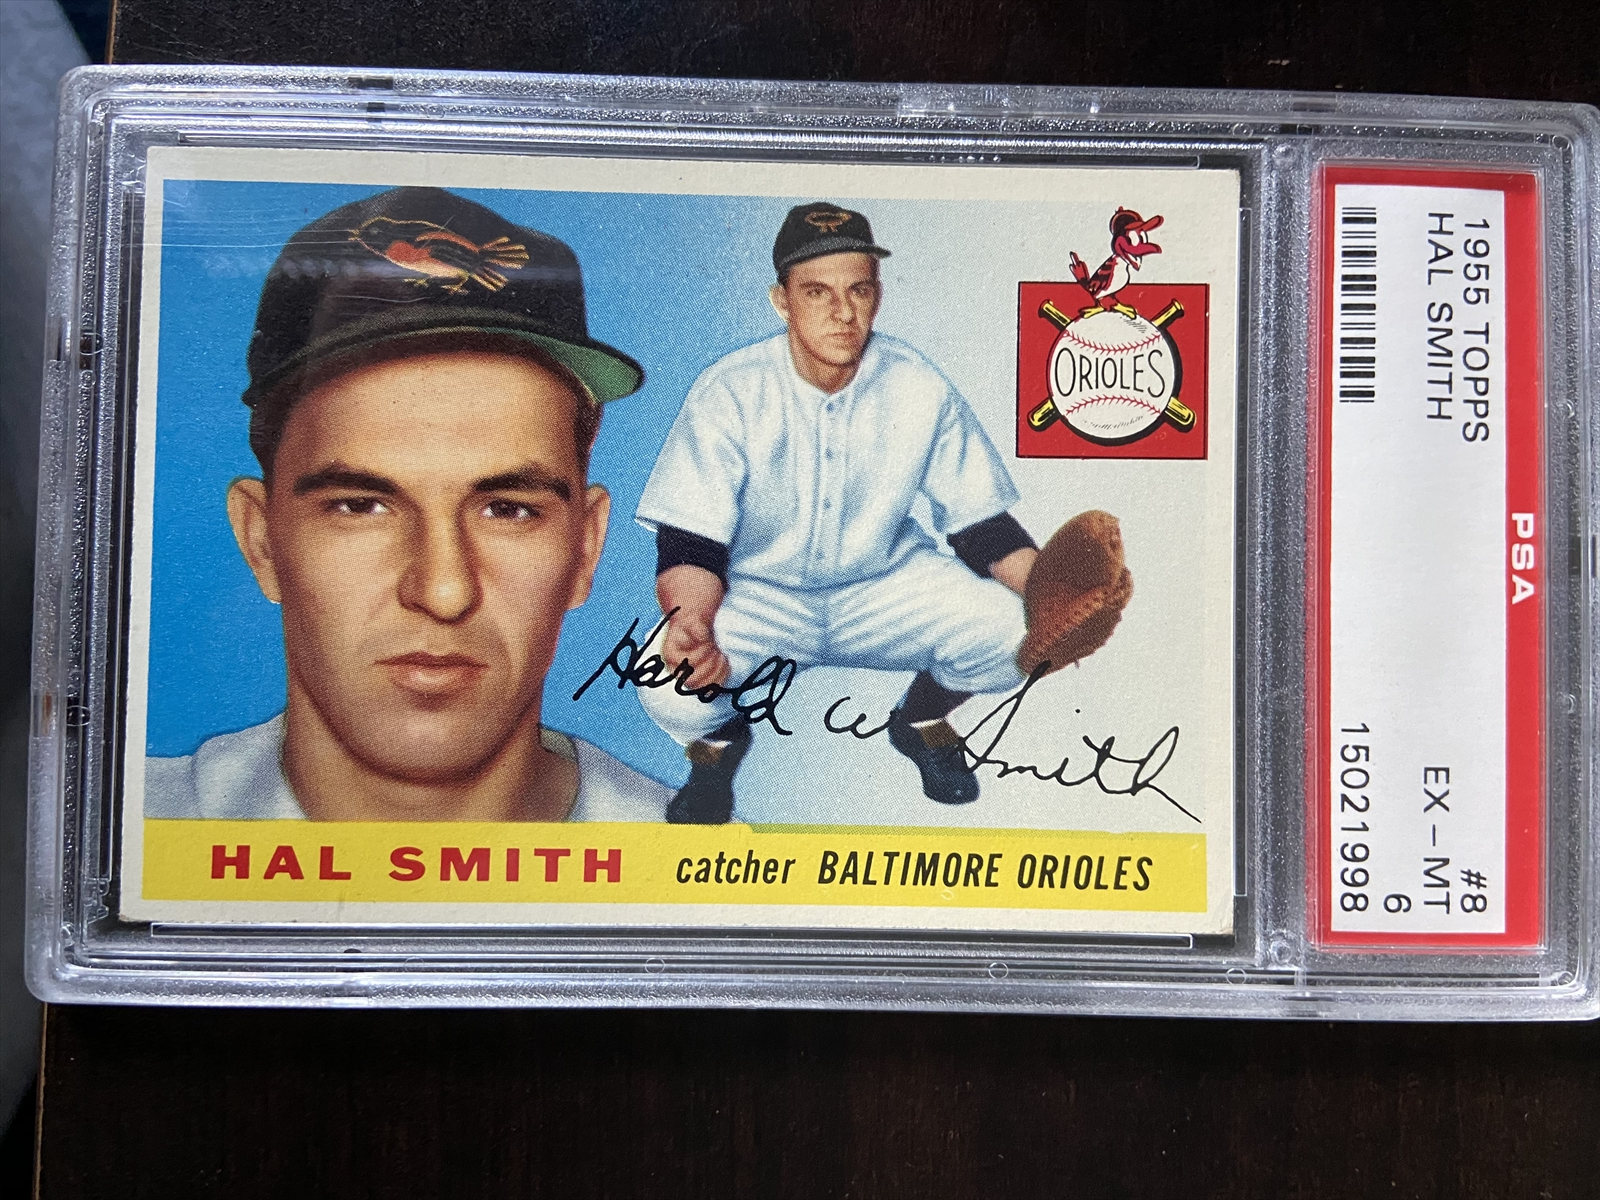 ORIOLES
Harold W Smith
HAL SMITH catcher BALTIMORE ORIOLES
1955 TOPPS #8
HAL SMITH EX-MT
6
15021998
PSA